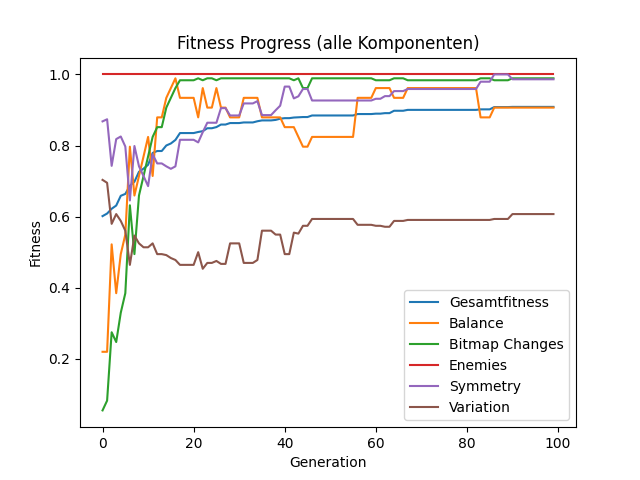 Fitness Progress (alle Komponenten)
1.0
0.8
0.6
0.4
0.2
Fitness
0 20 40 60 80 100
Generation
Gesamtfitness
Balance
Bitmap Changes
Enemies
Symmetry
Variation